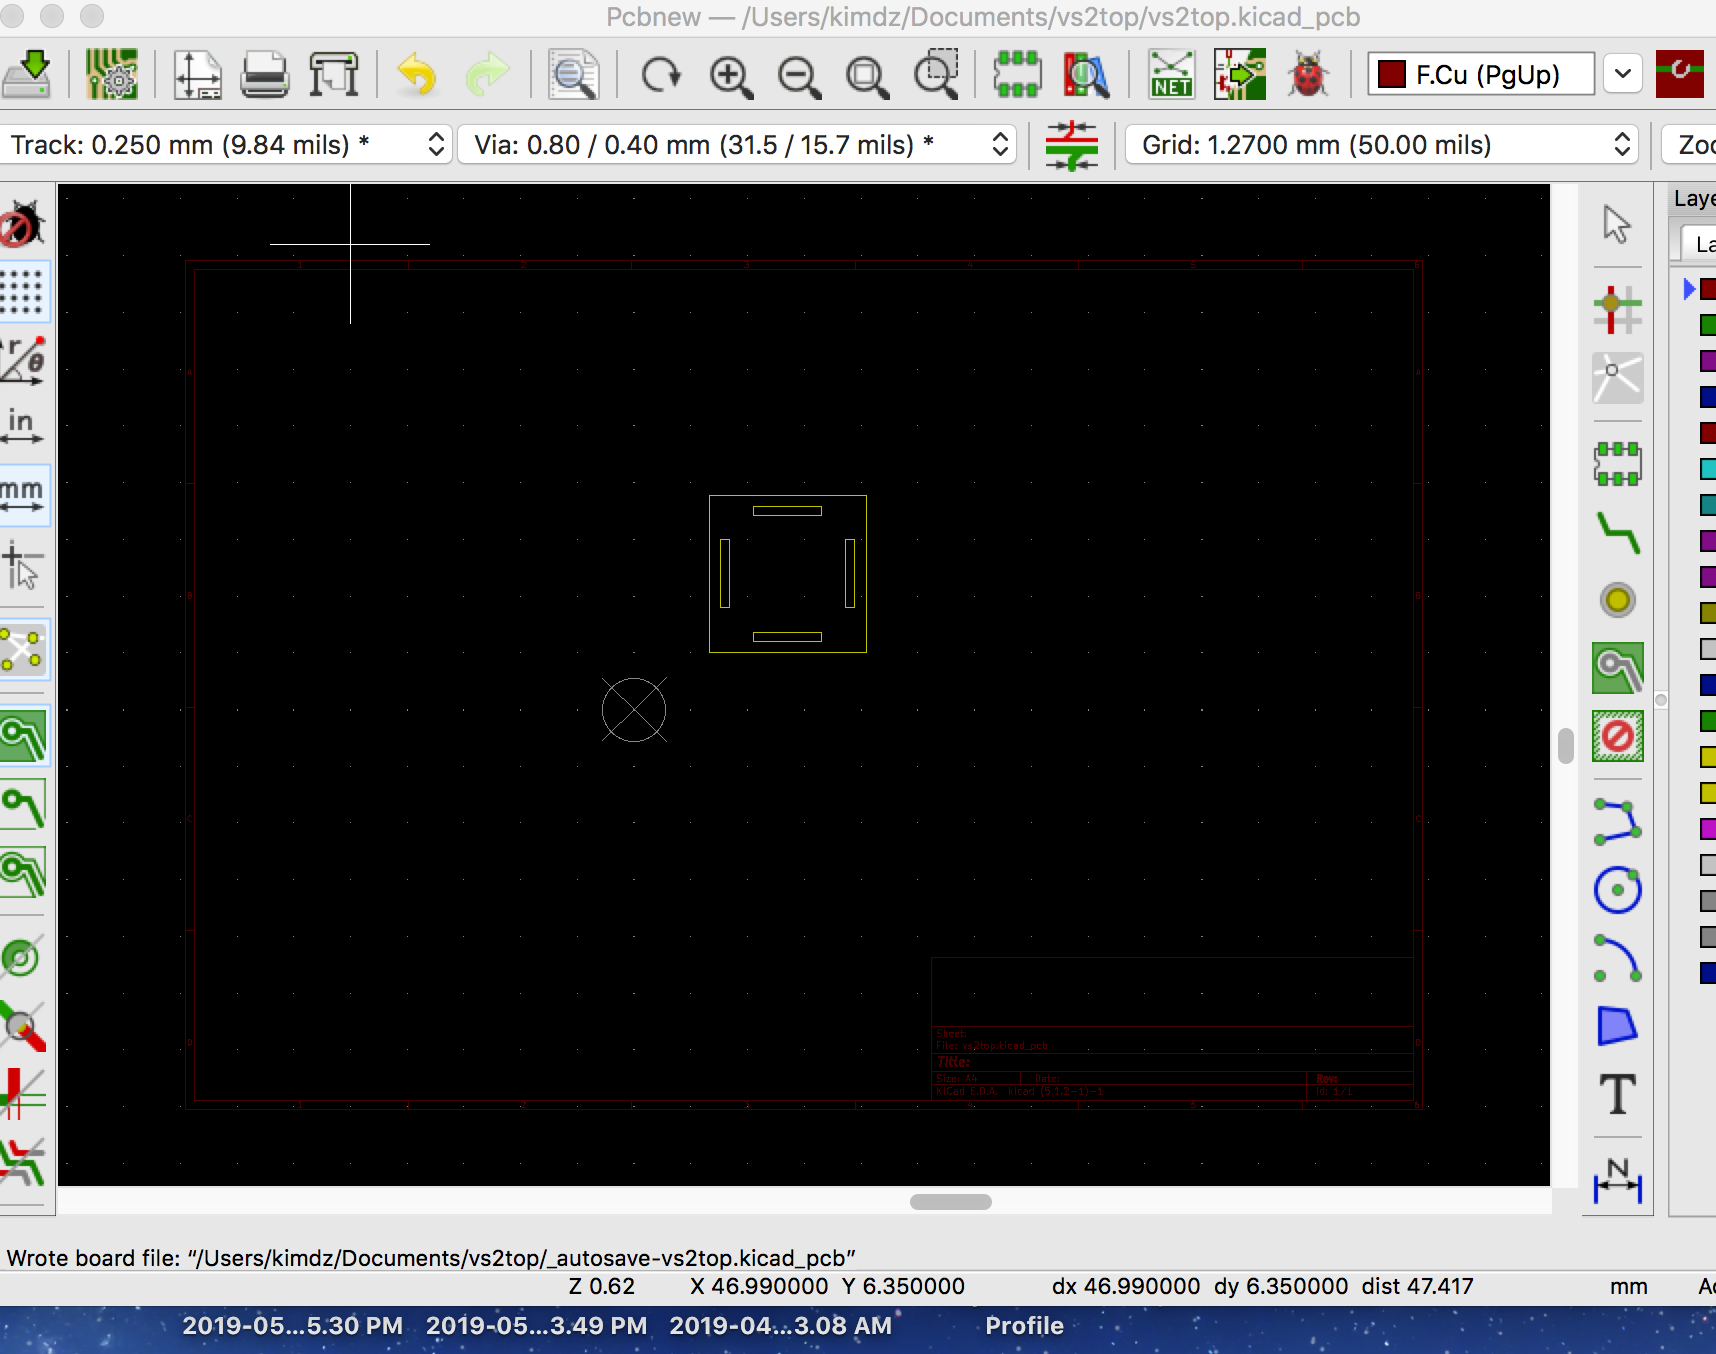 Pcbnew — /Users/kimdz/Documents/vs2top/vs2top.kicad_pcb
NET
F.Cu (PgUp)
Track: 0.250 mm (9.84 mils) *
Via: 0.80 / 0.40 mm (31.5 / 15.7 mils) *
Grid: 1.2700 mm (50.00 mils)
Zoo
Laye
La
r
θ
in
mm
Sheet:
File: vs2top.kicad_pcb
Title:
Size: A4
Date:
Rev:
KiCad E.D.A. kicad (5.1.2-1)-1
Id: 1/1
T
N
Wrote board file: “/Users/kimdz/Documents/vs2top/_autosave-vs2top.kicad_pcb”
Z 0.62
X 46.990000 Y 6.350000
dx 46.990000 dy 6.350000 dist 47.417
mm
2019-05...5.30 PM
2019-05...3.49 PM
2019-04...3.08 AM
Profile